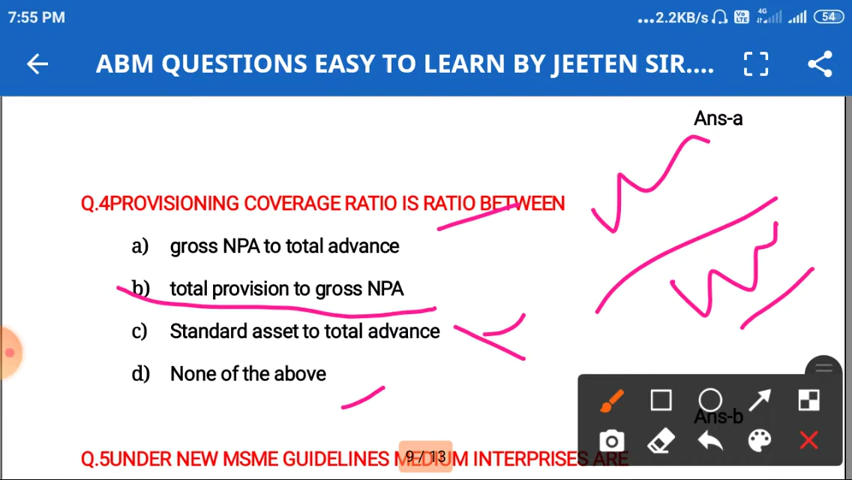 7:55 PM
...2.2KB/s 4G 54
ABM QUESTIONS EASY TO LEARN BY JEETEN SIR....
Ans-a
Q.4PROVISIONING COVERAGE RATIO IS RATIO BETWEEN
a) gross NPA to total advance
b) total provision to gross NPA
c) Standard asset to total advance
d) None of the above
Ans-b
Q.5UNDER NEW MSME GUIDELINES MEDIUM INTERPRISES ARE
9 / 13